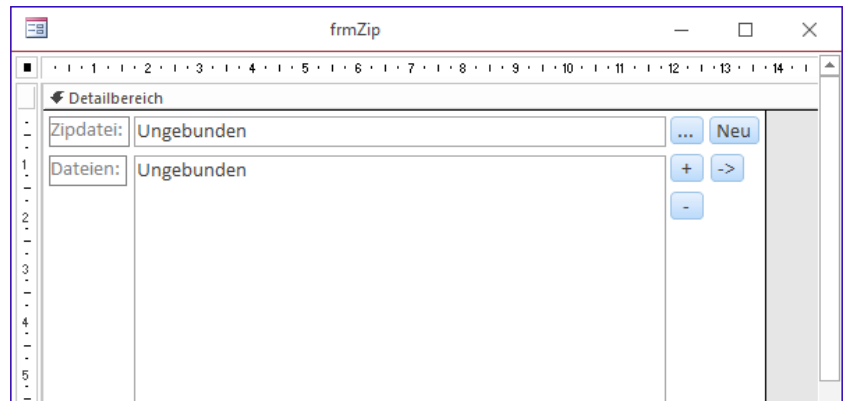 frmZip
1 2 3 4 5 6 7 8 9 10 11 12 13 14
Detailbereich
Zipdatei: Ungebunden ... Neu
1
Dateien: Ungebunden + ->
2 -
3
4
5